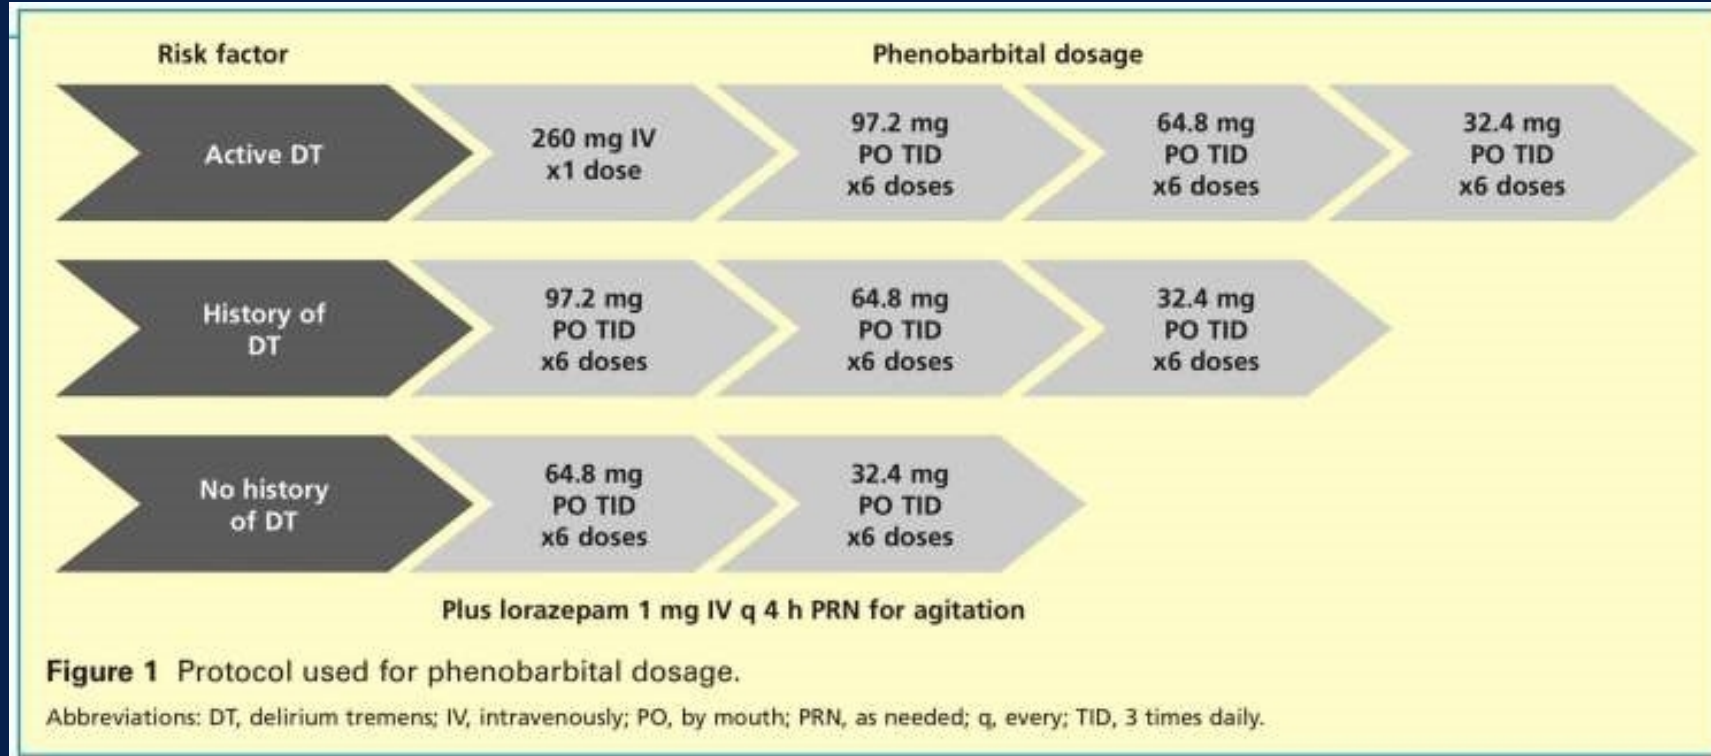 Risk factor
Phenobarbital dosage
Active DT
260 mg IV
x1 dose
97.2 mg
PO TID
x6 doses
64.8 mg
PO TID
x6 doses
32.4 mg
PO TID
x6 doses
History of
DT
97.2 mg
PO TID
x6 doses
64.8 mg
PO TID
x6 doses
32.4 mg
PO TID
x6 doses
No history
of DT
64.8 mg
PO TID
x6 doses
32.4 mg
PO TID
x6 doses
Plus lorazepam 1 mg IV q 4 h PRN for agitation
Figure 1 Protocol used for phenobarbital dosage.
Abbreviations: DT, delirium tremens; IV, intravenously; PO, by mouth; PRN, as needed; q, every; TID, 3 times daily.